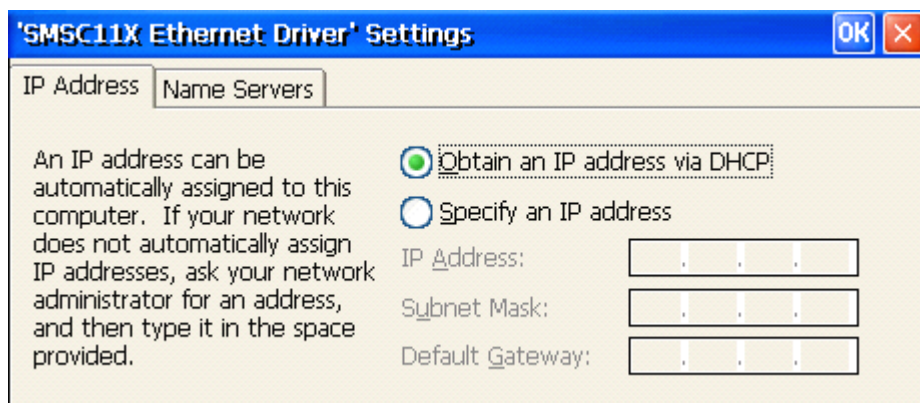 'SMSC11X Ethernet Driver' Settings OK
IP Address Name Servers
An IP address can be
automatically assigned to this
computer. If your network
does not automatically assign
IP addresses, ask your network
administrator for an address,
and then type it in the space
provided.
Obtain an IP address via DHCP
Specify an IP address
IP Address: . . .
Subnet Mask: . . .
Default Gateway: . . .